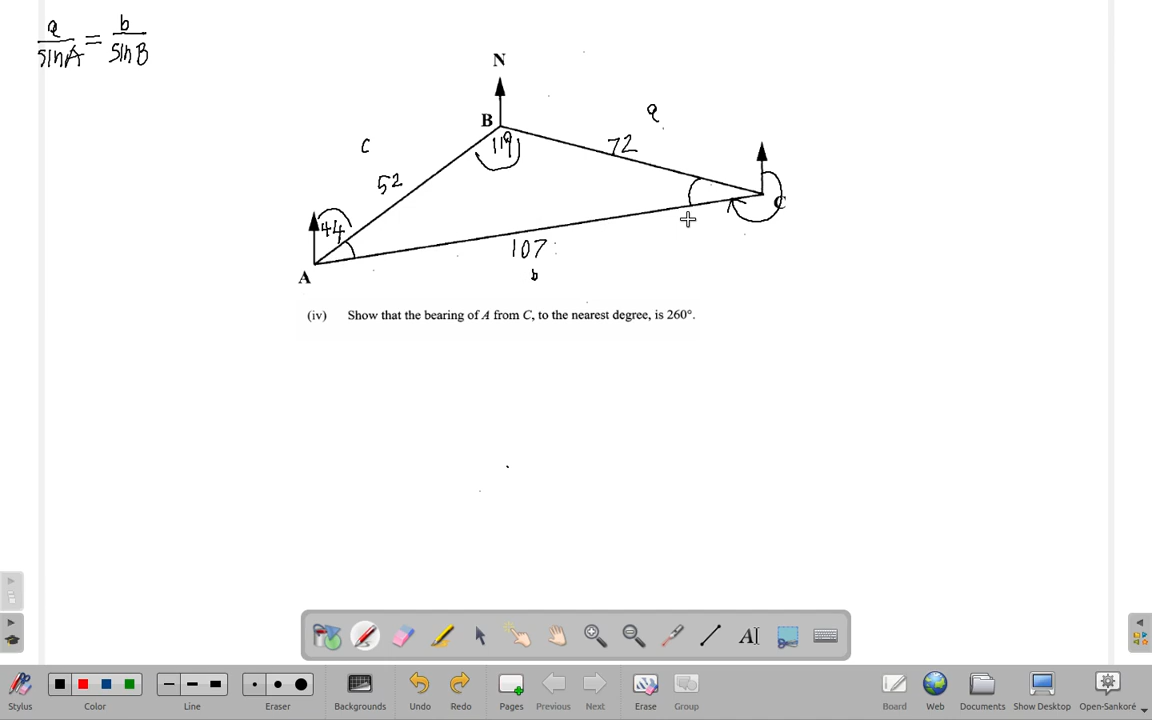 a/sinA = b/sinB
N
B
119
a
c
72
52
C
44
107
A
b
(iv) Show that the bearing of A from C, to the nearest degree, is 260°.
Stylus
Color
Line
Eraser
Backgrounds
Undo
Redo
Pages
Previous
Next
Erase
Group
Board
Web
Documents
Show Desktop
Open-Sankoré